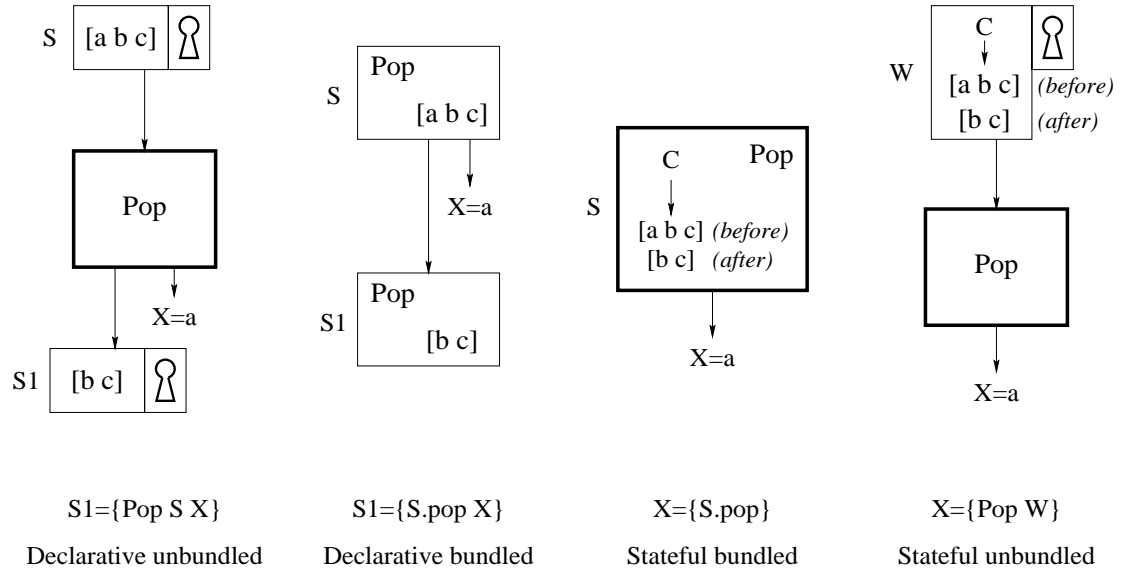 S [a b c]
Pop
X=a
S1 [b c]
S1={Pop S X}
Declarative unbundled
S
Pop
[a b c]
X=a
S1
Pop
[b c]
S1={S.pop X}
Declarative bundled
S
C Pop
[a b c] (before)
[b c] (after)
X=a
X={S.pop}
Stateful bundled
W
C
[a b c] (before)
[b c] (after)
Pop
X=a
X={Pop W}
Stateful unbundled